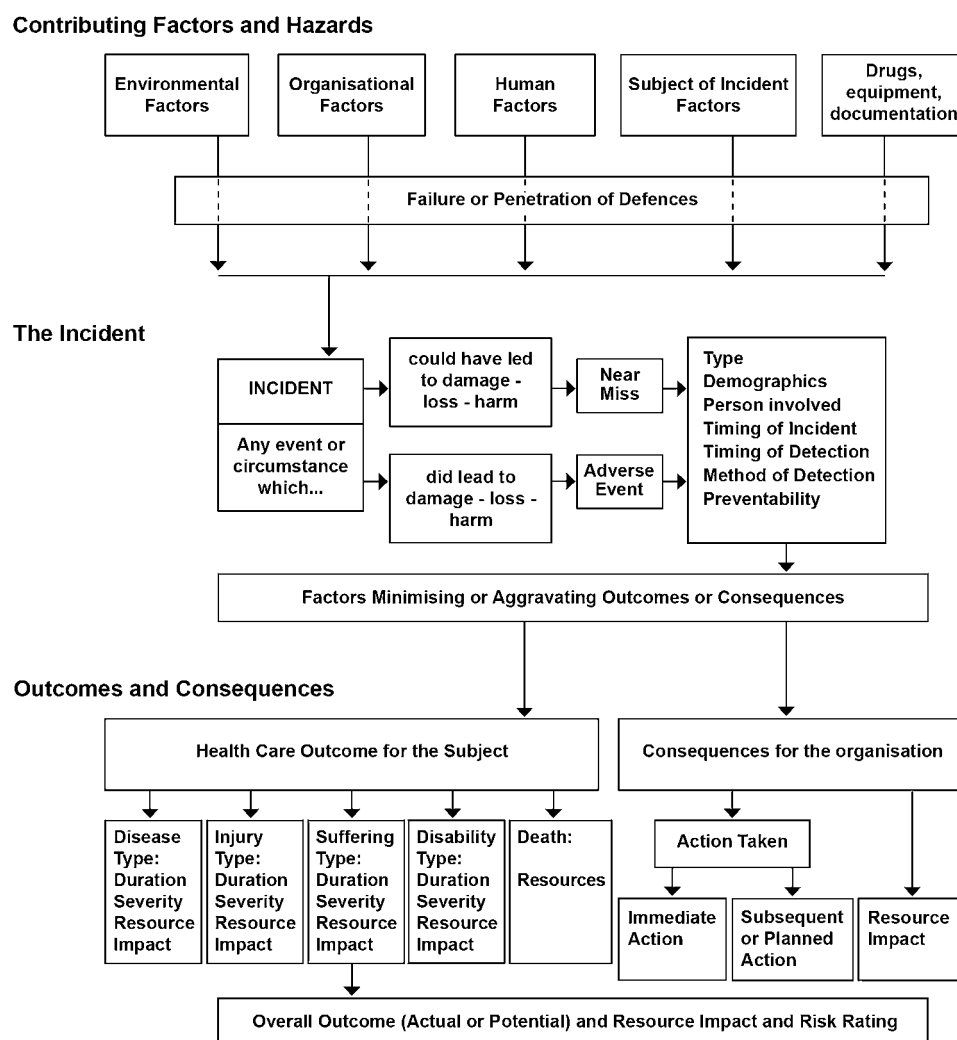 Contributing Factors and Hazards
Environmental
Factors
Organisational
Factors
Human
Factors
Subject of Incident
Factors
Drugs,
equipment,
documentation
Failure or Penetration of Defences
The Incident
INCIDENT
Any event or
circumstance
which...
could have led
to damage -
loss - harm
Near
Miss
did lead to
damage - loss -
harm
Adverse
Event
Type
Demographics
Person involved
Timing of Incident
Timing of Detection
Method of Detection
Preventability
Factors Minimising or Aggravating Outcomes or Consequences
Outcomes and Consequences
Health Care Outcome for the Subject
Disease
Type:
Duration
Severity
Resource
Impact
Injury
Type:
Duration
Severity
Resource
Impact
Suffering
Type:
Duration
Severity
Resource
Impact
Disability
Type:
Duration
Severity
Resource
Impact
Death:
Resources
Consequences for the organisation
Action Taken
Immediate
Action
Subsequent
or Planned
Action
Resource
Impact
Overall Outcome (Actual or Potential) and Resource Impact and Risk Rating